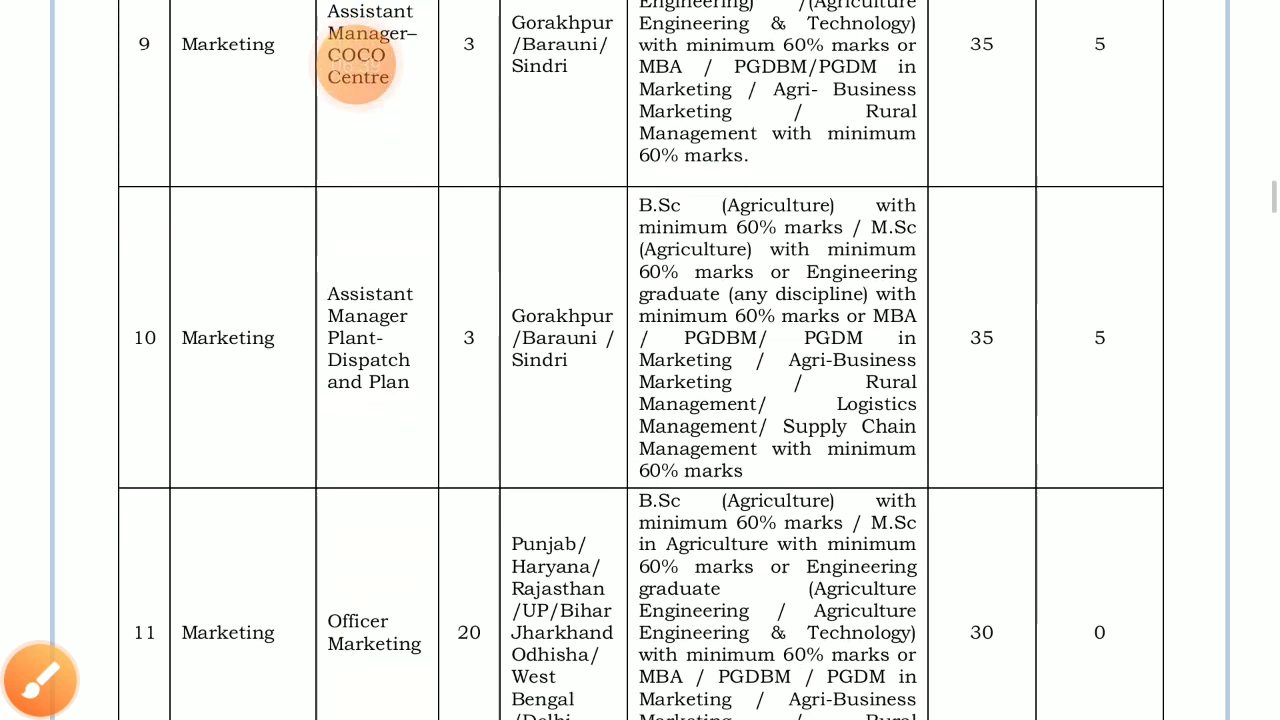 Engineering) /(Agriculture
Assistant
Manager–
COCO
Centre
9
Marketing
3
Gorakhpur
/Barauni/
Sindri
Engineering & Technology)
with minimum 60% marks or
MBA / PGDBM/PGDM in
Marketing / Agri- Business
Marketing / Rural
Management with minimum
60% marks.
35
5
10
Marketing
Assistant
Manager
Plant-
Dispatch
and Plan
3
Gorakhpur
/Barauni /
Sindri
B.Sc (Agriculture) with
minimum 60% marks / M.Sc
(Agriculture) with minimum
60% marks or Engineering
graduate (any discipline) with
minimum 60% marks or MBA
/ PGDBM/ PGDM in
Marketing / Agri-Business
Marketing / Rural
Management/ Logistics
Management/ Supply Chain
Management with minimum
60% marks
35
5
11
Marketing
Officer
Marketing
20
Punjab/
Haryana/
Rajasthan
/UP/Bihar
Jharkhand
Odhisha/
West
Bengal
/Delhi
B.Sc (Agriculture) with
minimum 60% marks / M.Sc
in Agriculture with minimum
60% marks or Engineering
graduate (Agriculture
Engineering / Agriculture
Engineering & Technology)
with minimum 60% marks or
MBA / PGDBM / PGDM in
Marketing / Agri-Business
Marketing / Rural
30
0